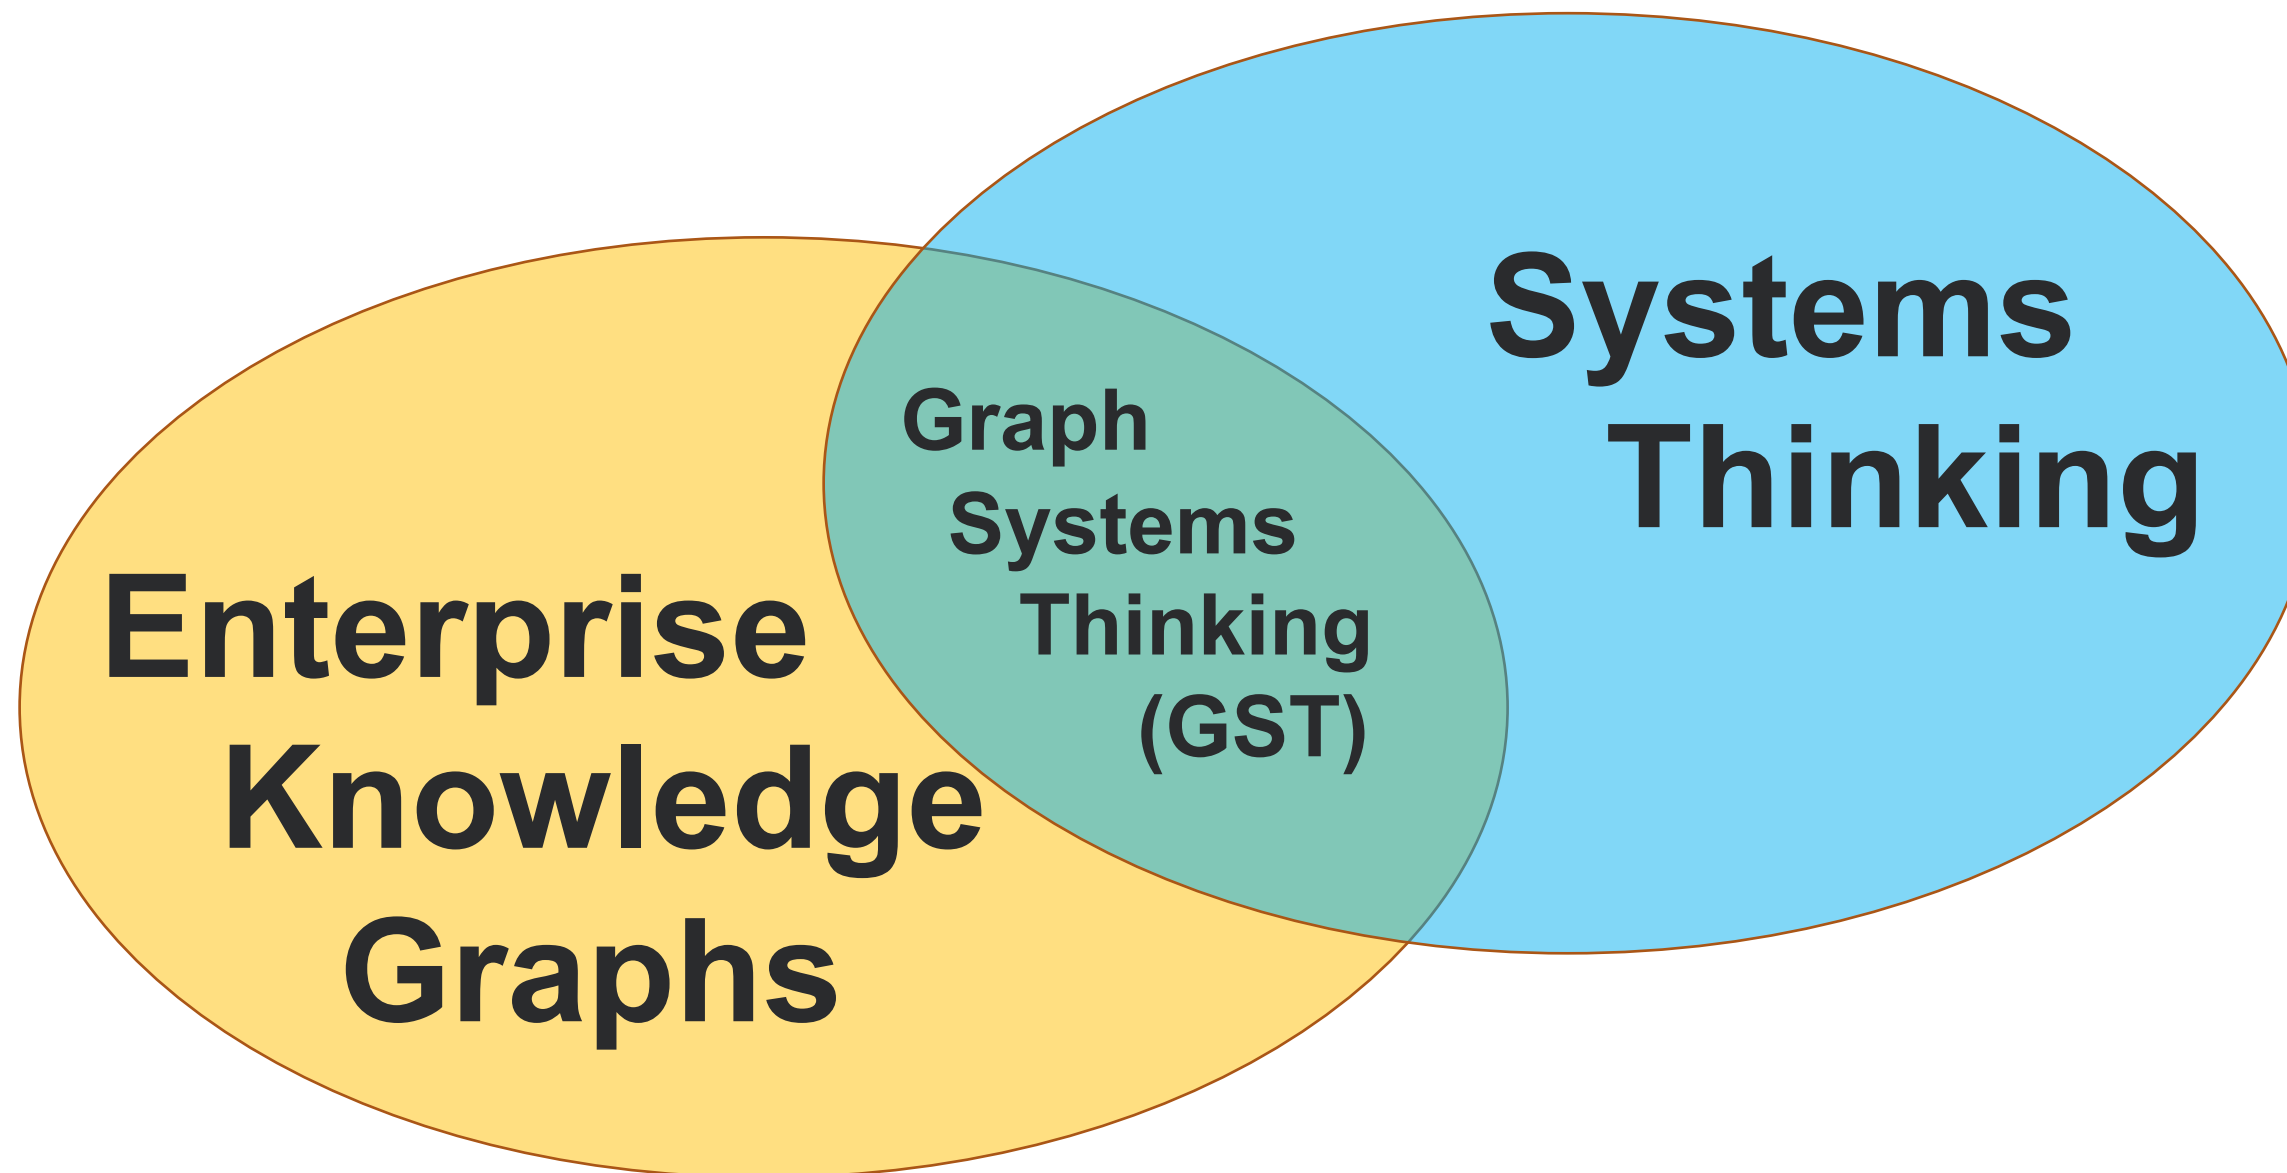 Systems
Thinking
Graph
Systems
Thinking
(GST)
Enterprise
Knowledge
Graphs